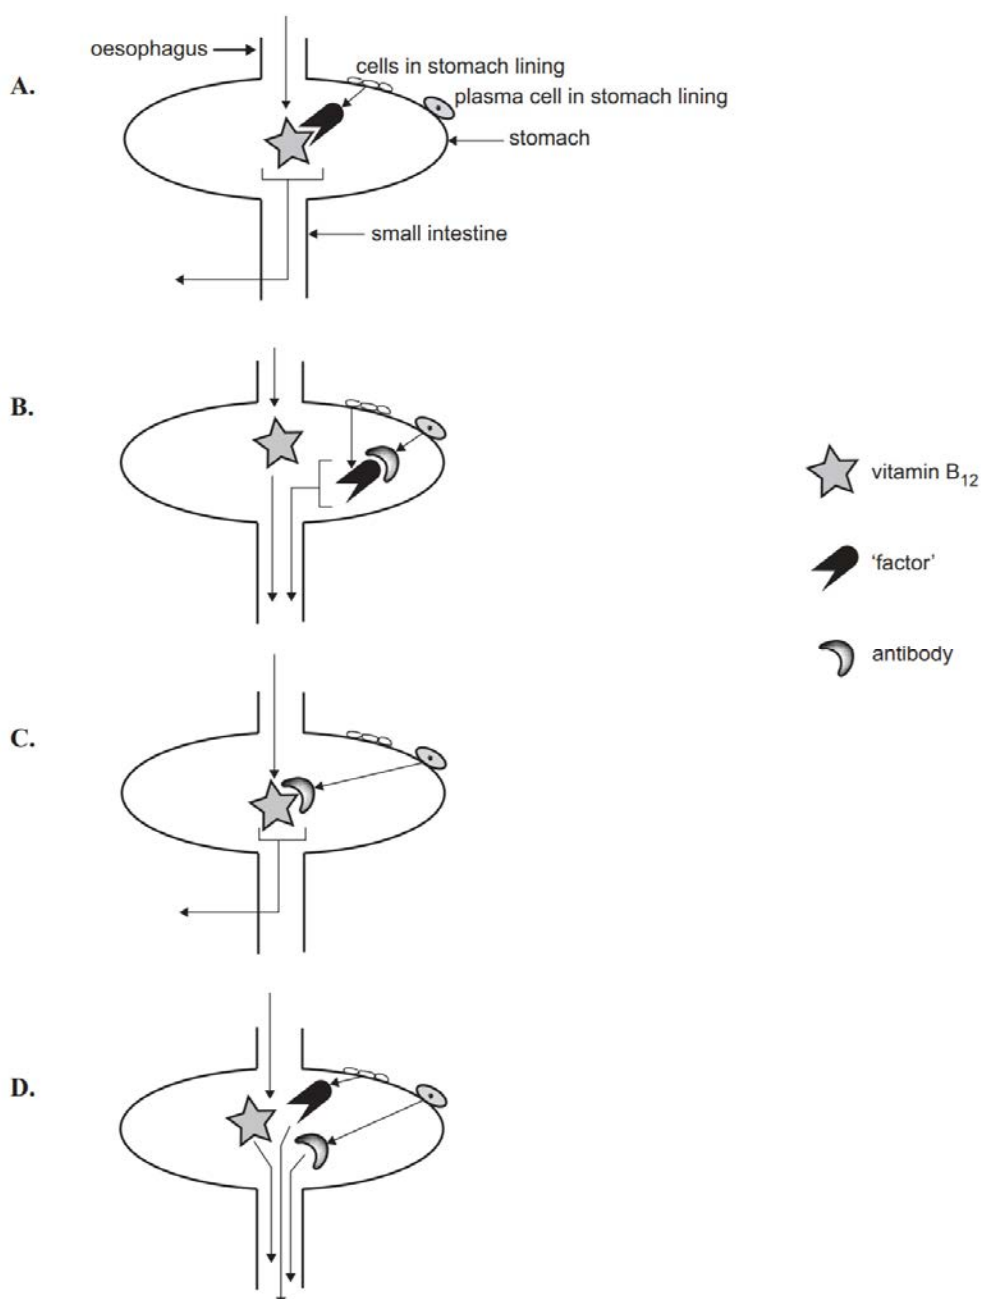 oesophagus
cells in stomach lining
A.
plasma cell in stomach lining
stomach
small intestine
B.
vitamin B12
'factor'
antibody
C.
D.